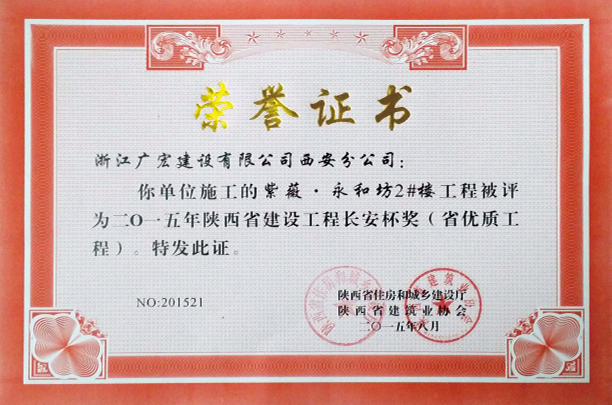 荣誉证书
浙江广宏建设有限公司西安分公司：
你单位施工的紫薇·永和坊2#楼工程被评
为二O一五年陕西省建设工程长安杯奖（省优质工
程）。特发此证。
NO:201521
陕西省住房和城乡建设厅
陕西省建筑业协会
二〇一五年八月